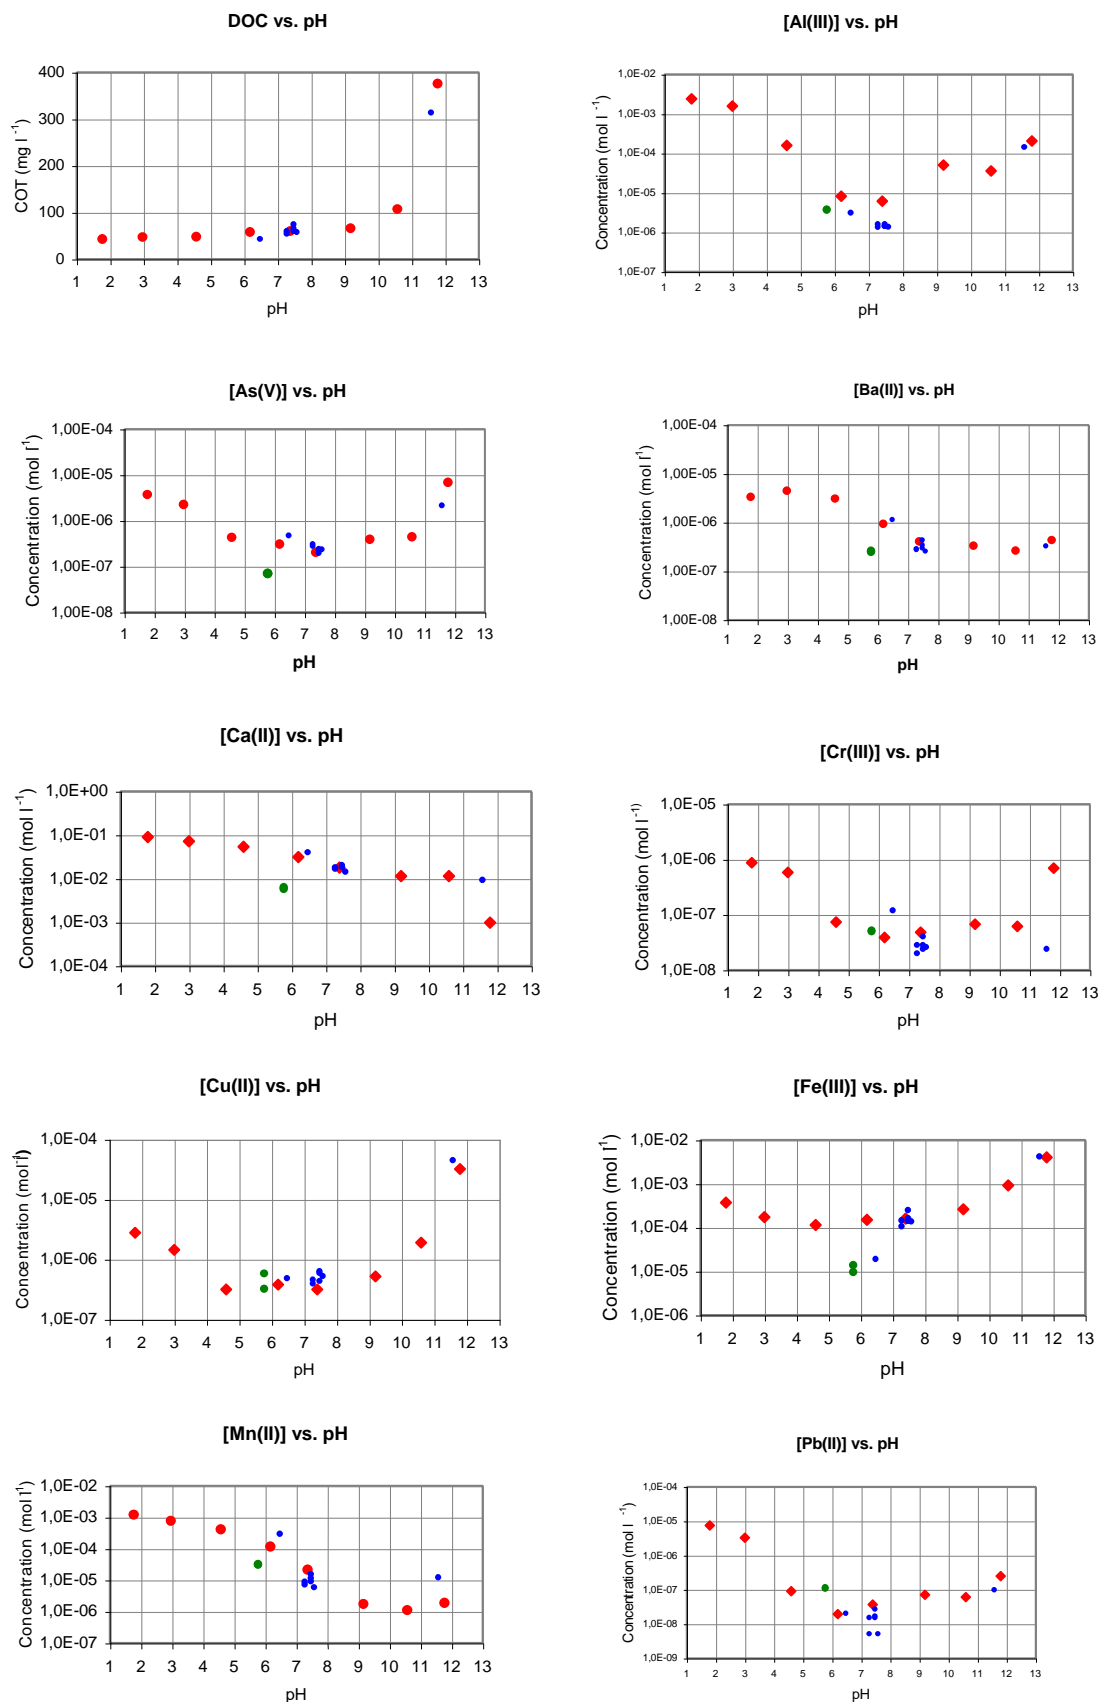 DOC vs. pH
COT (mg l⁻¹)
400
300
200
100
0
1 2 3 4 5 6 7 8 9 10 11 12 13
pH
[Al(III)] vs. pH
Concentration (mol l⁻¹)
1,0E-02
1,0E-03
1,0E-04
1,0E-05
1,0E-06
1,0E-07
1 2 3 4 5 6 7 8 9 10 11 12 13
pH
[As(V)] vs. pH
Concentration (mol l¹)
1,00E-04
1,00E-05
1,00E-06
1,00E-07
1,00E-08
1 2 3 4 5 6 7 8 9 10 11 12 13
pH
[Ba(II)] vs. pH
Concentration (mol l¹)
1,00E-04
1,00E-05
1,00E-06
1,00E-07
1,00E-08
1 2 3 4 5 6 7 8 9 10 11 12 13
pH
[Ca(II)] vs. pH
Concentration (mol l⁻¹)
1,0E+00
1,0E-01
1,0E-02
1,0E-03
1,0E-04
1 2 3 4 5 6 7 8 9 10 11 12 13
pH
[Cr(III)] vs. pH
Concentration (mol l⁻¹⁾
1,0E-05
1,0E-06
1,0E-07
1,0E-08
1 2 3 4 5 6 7 8 9 10 11 12 13
pH
[Cu(II)] vs. pH
Concentration (mol⁻l)
1,0E-04
1,0E-05
1,0E-06
1,0E-07
1 2 3 4 5 6 7 8 9 10 11 12 13
pH
[Fe(III)] vs. pH
Concentration (mol l¹)
1,0E-02
1,0E-03
1,0E-04
1,0E-05
1,0E-06
1 2 3 4 5 6 7 8 9 10 11 12 13
pH
[Mn(II)] vs. pH
Concentration (mol l¹)
1,0E-02
1,0E-03
1,0E-04
1,0E-05
1,0E-06
1,0E-07
1 2 3 4 5 6 7 8 9 10 11 12 13
pH
[Pb(II)] vs. pH
Concentration (mol l⁻¹)
1,0E-04
1,0E-05
1,0E-06
1,0E-07
1,0E-08
1,0E-09
1 2 3 4 5 6 7 8 9 10 11 12 13
pH